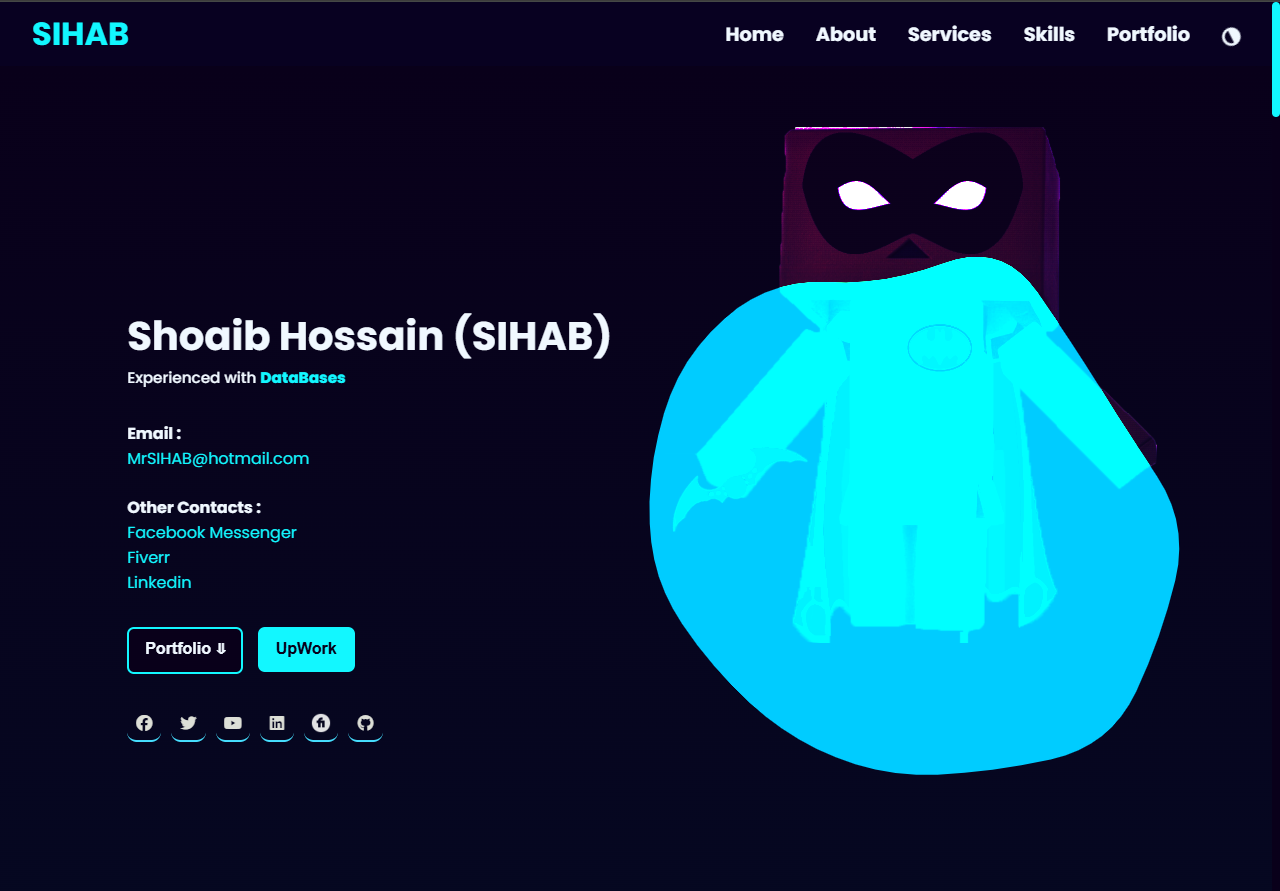 SIHAB
Home About Services Skills Portfolio
Shoaib Hossain (SIHAB)
Experienced with DataBases
Email :
MrSIHAB@hotmail.com
Other Contacts :
Facebook Messenger
Fiverr
Linkedin
Portfolio ⤋ UpWork